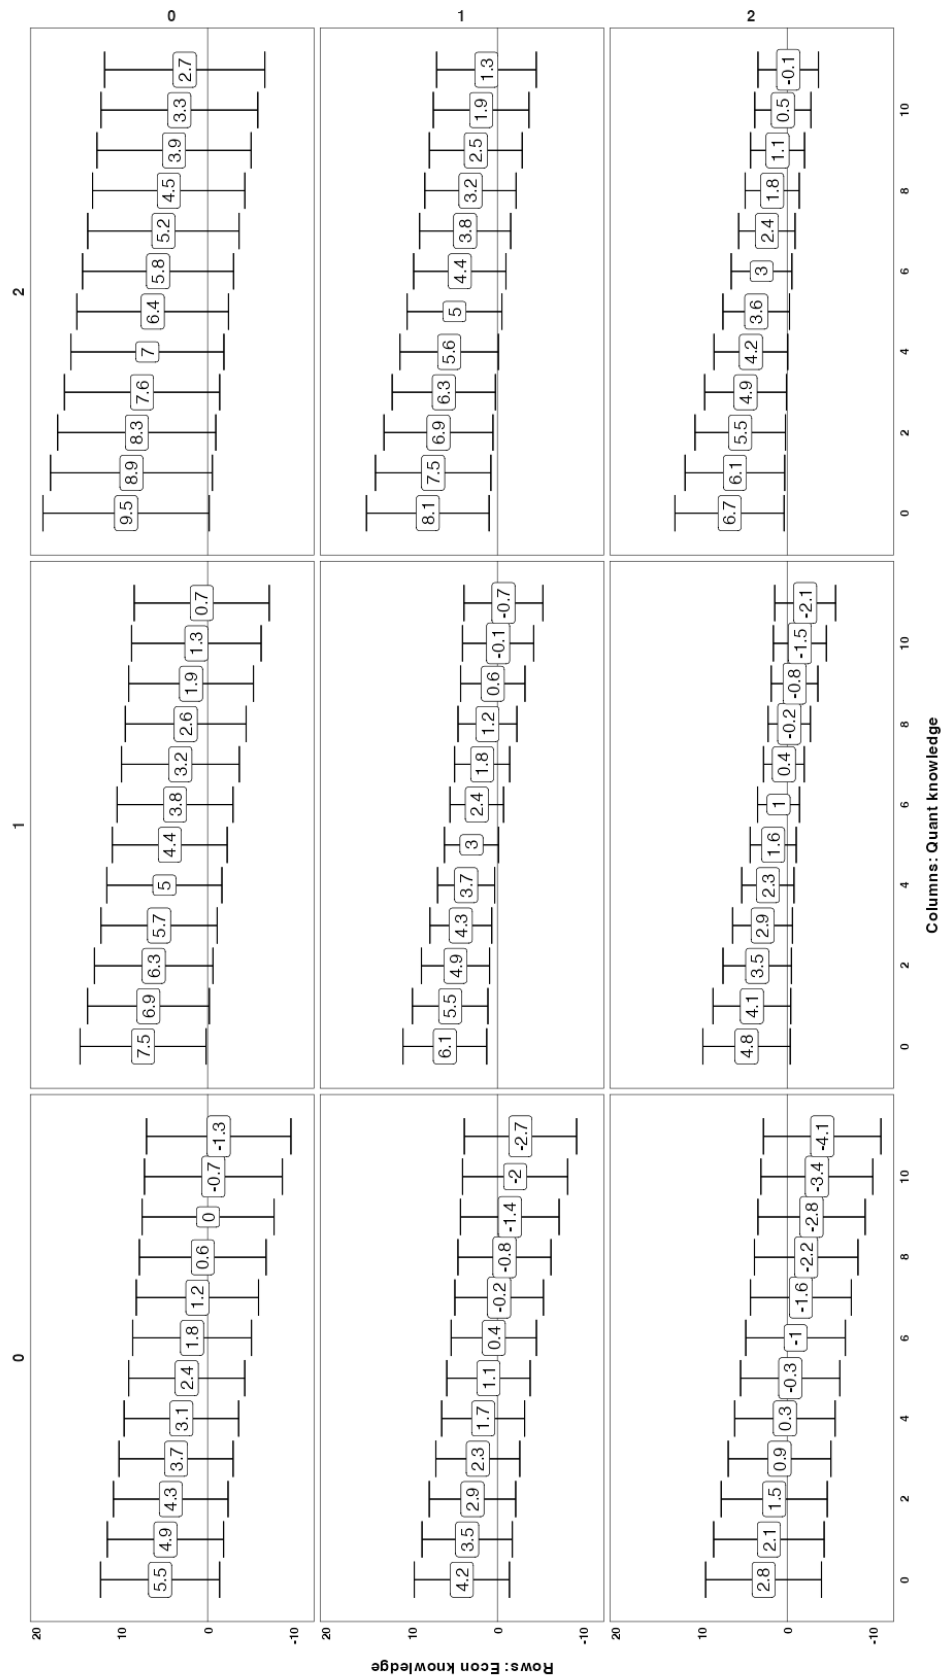 0 1 2
20
10
0
-10
5.5 4.9 4.3 3.7 3.1 2.4 1.8 1.2 0.6 0 -0.7 -1.3
7.5 6.9 6.3 5.7 5 4.4 3.8 3.2 2.6 1.9 1.3 0.7
9.5 8.9 8.3 7.6 7 6.4 5.8 5.2 4.5 3.9 3.3 2.7
0
20
10
0
-10
4.2 3.5 2.9 2.3 1.7 1.1 0.4 -0.2 -0.8 -1.4 -2 -2.7
6.1 5.5 4.9 4.3 3.7 3 2.4 1.8 1.2 0.6 -0.1 -0.7
8.1 7.5 6.9 6.3 5.6 5 4.4 3.8 3.2 2.5 1.9 1.3
1
20
10
0
-10
2.8 2.1 1.5 0.9 0.3 -0.3 -1 -1.6 -2.2 -2.8 -3.4 -4.1
4.8 4.1 3.5 2.9 2.3 1.6 1 0.4 -0.2 -0.8 -1.5 -2.1
6.7 6.1 5.5 4.9 4.2 3.6 3 2.4 1.8 1.1 0.5 -0.1
2
0 2 4 6 8 10 0 2 4 6 8 10 0 2 4 6 8 10
Rows: Econ knowledge
Columns: Quant knowledge